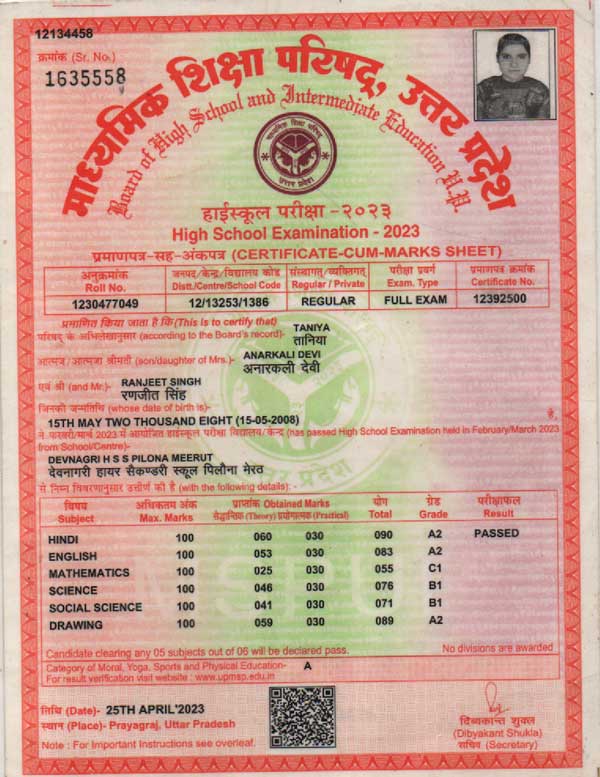 12134458
क्रमांक (Sr. No.)
1635558
माध्यमिक शिक्षा परिषद्, उत्तर प्रदेश
Board of High School and Intermediate Education U.P.
माध्यमिक शिक्षा परिषद्
उत्तर प्रदेश
हाईस्कूल परीक्षा - २०२३
High School Examination - 2023
प्रमाणपत्र-सह-अंकपत्र (CERTIFICATE-CUM-MARKS SHEET)
अनुक्रमांक जनपद/केन्द्र/विद्यालय कोड संस्थागत/व्यक्तिगत परीक्षा प्रवर्ग प्रमाणपत्र क्रमांक
Roll No. Distt./Centre/School Code Regular / Private Exam. Type Certificate No.
1230477049 12/13253/1386 REGULAR FULL EXAM 12392500
प्रमाणित किया जाता है कि (This is to certify that) TANIYA
परिषद् के अभिलेखानुसार (according to the Board's record)- तानिया
ANARKALI DEVI
आत्मज/आत्मजा श्रीमती (son/daughter of Mrs.)- अनारकली देवी
RANJEET SINGH
एवं श्री (and Mr.)- रणजीत सिंह
जिनकी जन्मतिथि (whose date of birth is)-
15TH MAY TWO THOUSAND EIGHT (15-05-2008) है,
ने फरवरी/मार्च 2023 में आयोजित हाईस्कूल परीक्षा विद्यालय/केन्द्र (has passed High School Examination held in February/March 2023
from School/Centre)-
DEVNAGRI H S S PILONA MEERUT
देवनागरी हायर सैकण्डरी स्कूल पिलौना मेरठ
से निम्न विवरणानुसार उत्तीर्ण की है (with the following details):
विषय अधिकतम अंक प्राप्तांक Obtained Marks योग ग्रेड परीक्षाफल
Subject Max. Marks सैद्धान्तिक (Theory) प्रयोगात्मक (Practical) Total Grade Result
HINDI 100 060 030 090 A2 PASSED
ENGLISH 100 053 030 083 A2
MATHEMATICS 100 025 030 055 C1
SCIENCE 100 046 030 076 B1
SOCIAL SCIENCE 100 041 030 071 B1
DRAWING 100 059 030 089 A2
Candidate clearing any 05 subjects out of 06 will be declared pass. No divisions are awarded
Category of Moral, Yoga, Sports and Physical Education- A
For result verification visit website : www.upmsp.edu.in
तिथि (Date)- 25TH APRIL'2023
स्थान (Place)- Prayagraj, Uttar Pradesh
Note : For Important Instructions see overleaf.
दिव्यकान्त शुक्ल
(Dibyakant Shukla)
सचिव (Secretary)